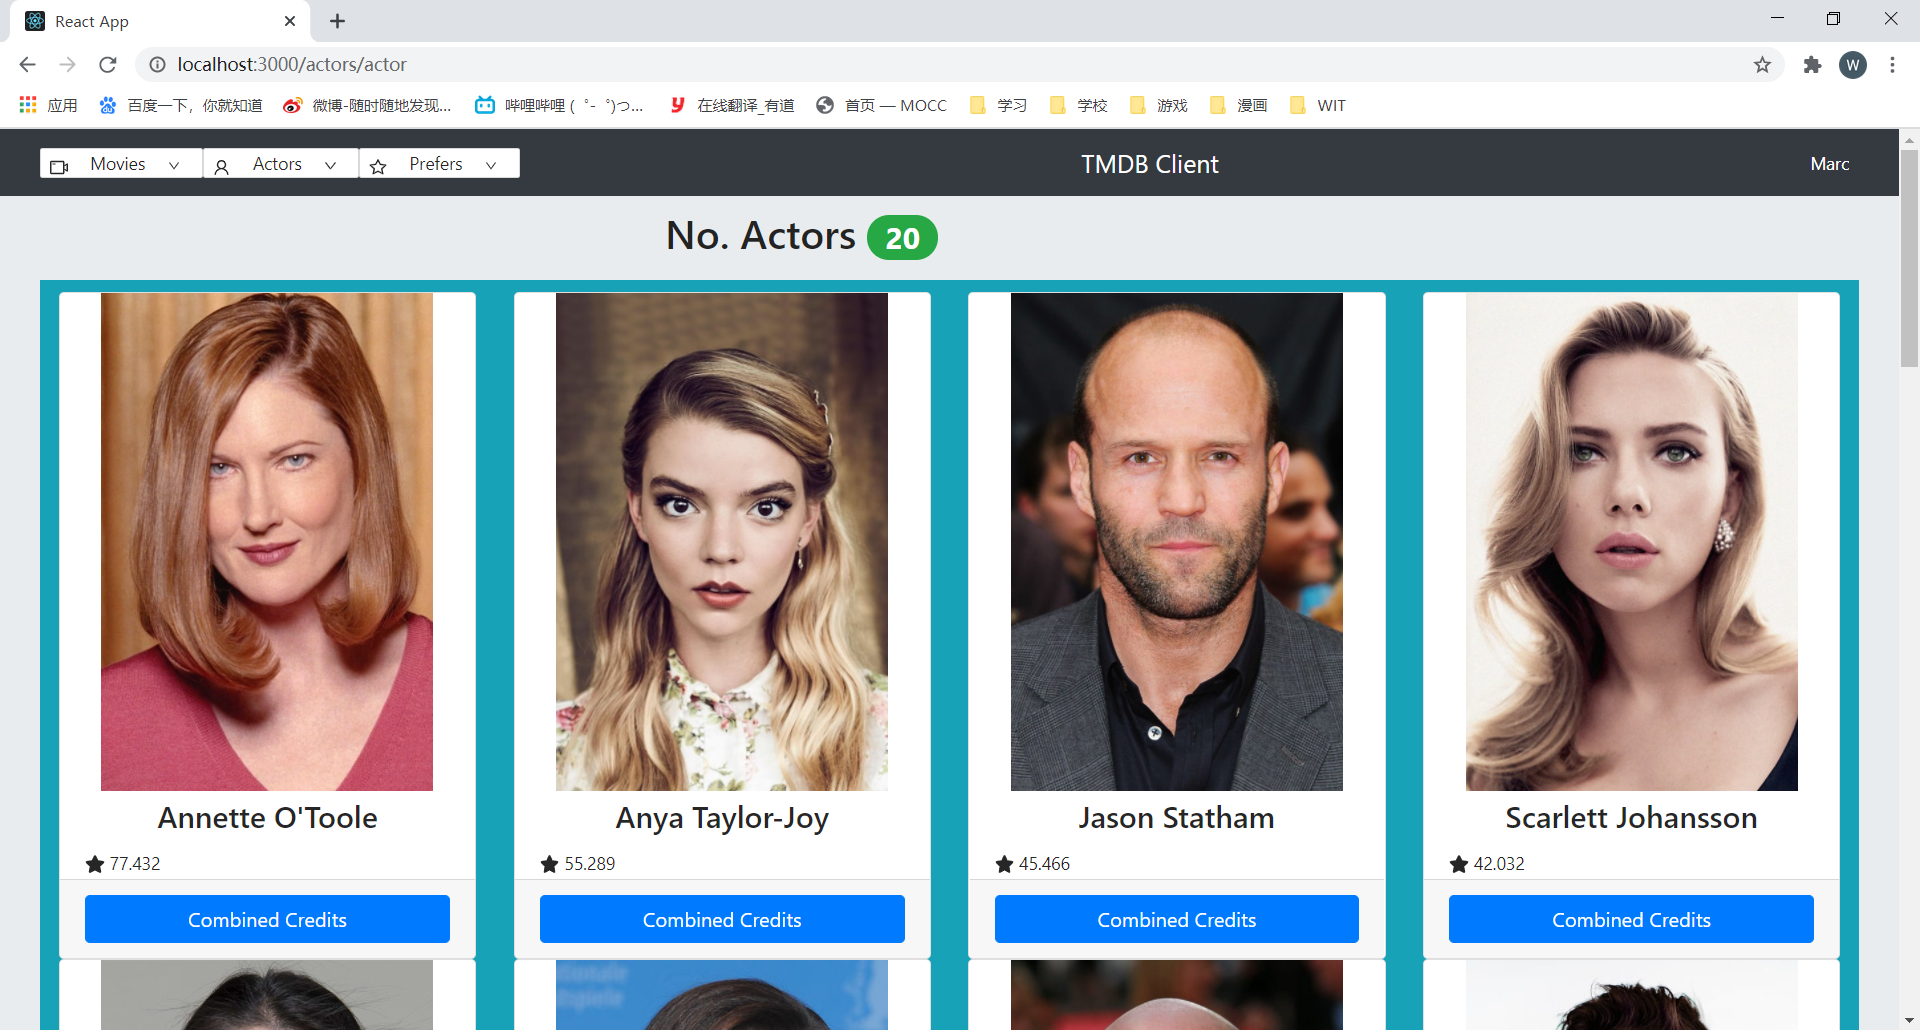 React App
localhost:3000/actors/actor
W
应用 百度一下，你就知道 微博-随时随地发现... 哔哩哔哩 ( ゜- ゜)つ... 在线翻译_有道 首页 — MOCC 学习 学校 游戏 漫画 WIT
Movies Actors Prefers TMDB Client Marc
No. Actors 20
Annette O'Toole Anya Taylor-Joy Jason Statham Scarlett Johansson
77.432 55.289 45.466 42.032
Combined Credits Combined Credits Combined Credits Combined Credits